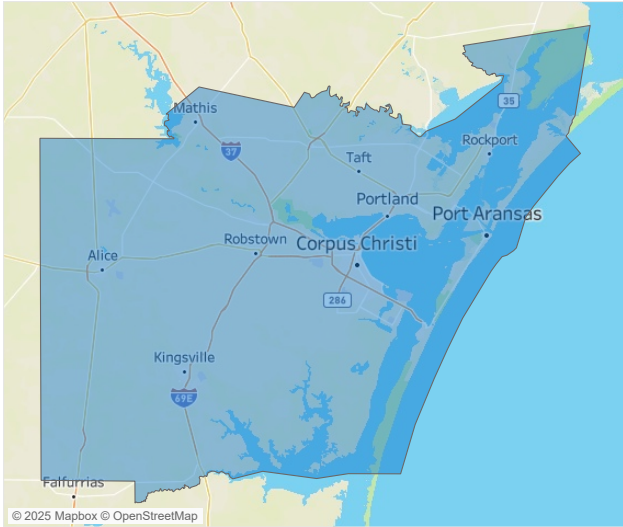 Mathis
35
37
Rockport
Taft
Portland
Port Aransas
Robstown
Corpus Christi
Alice
286
Kingsville
69E
Falfurrias
© 2025 Mapbox © OpenStreetMap